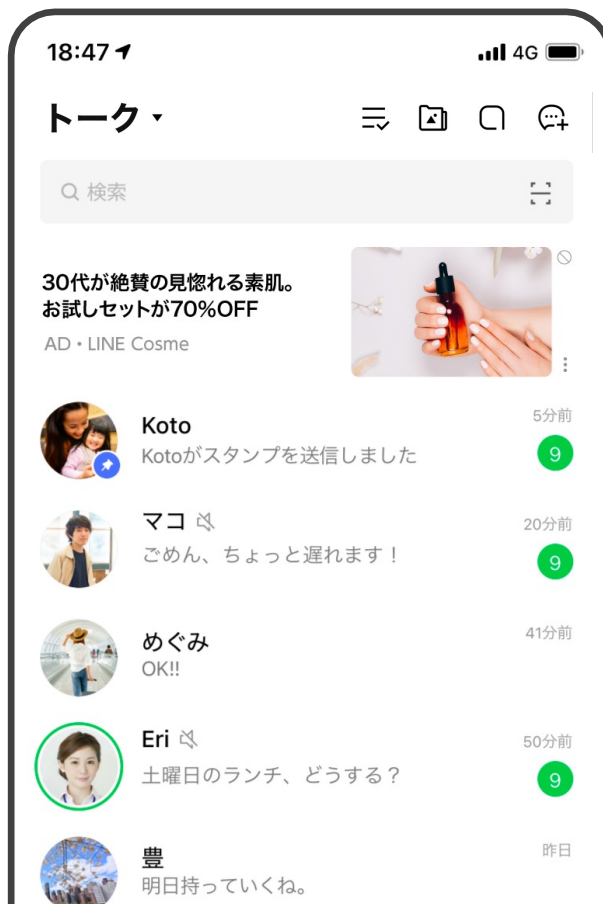 18:47
4G
トーク
検索
30代が絶賛の見惚れる素肌。
お試しセットが70%OFF
AD・LINE Cosme
Koto
5分前
Kotoがスタンプを送信しました
9
マコ
20分前
ごめん、ちょっと遅れます！
9
めぐみ
41分前
OK!!
Eri
50分前
土曜日のランチ、どうする？
9
豊
昨日
明日持っていくね。